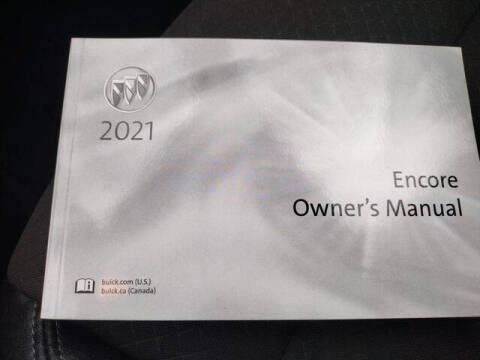 2021
Encore
Owner's Manual
buick.com (U.S.)
buick.ca (Canada)